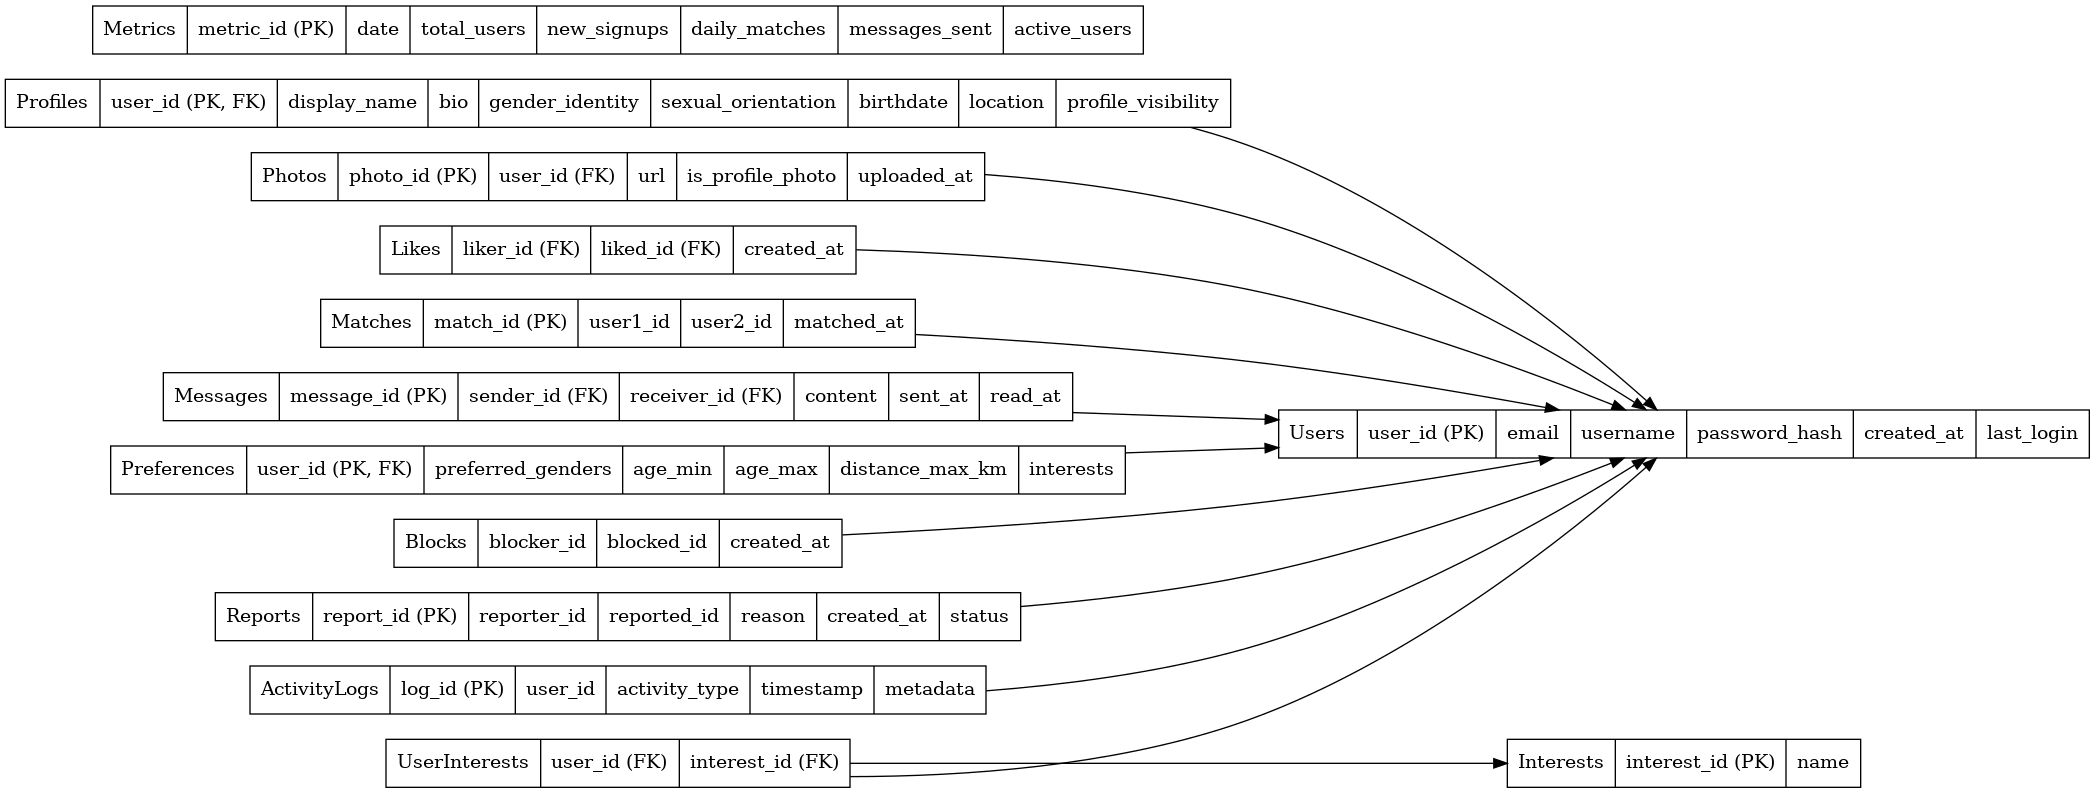 Metrics metric_id (PK) date total_users new_signups daily_matches messages_sent active_users
Profiles user_id (PK, FK) display_name bio gender_identity sexual_orientation birthdate location profile_visibility
Photos photo_id (PK) user_id (FK) url is_profile_photo uploaded_at
Likes liker_id (FK) liked_id (FK) created_at
Matches match_id (PK) user1_id user2_id matched_at
Messages message_id (PK) sender_id (FK) receiver_id (FK) content sent_at read_at
Users user_id (PK) email username password_hash created_at last_login
Preferences user_id (PK, FK) preferred_genders age_min age_max distance_max_km interests
Blocks blocker_id blocked_id created_at
Reports report_id (PK) reporter_id reported_id reason created_at status
ActivityLogs log_id (PK) user_id activity_type timestamp metadata
UserInterests user_id (FK) interest_id (FK)
Interests interest_id (PK) name